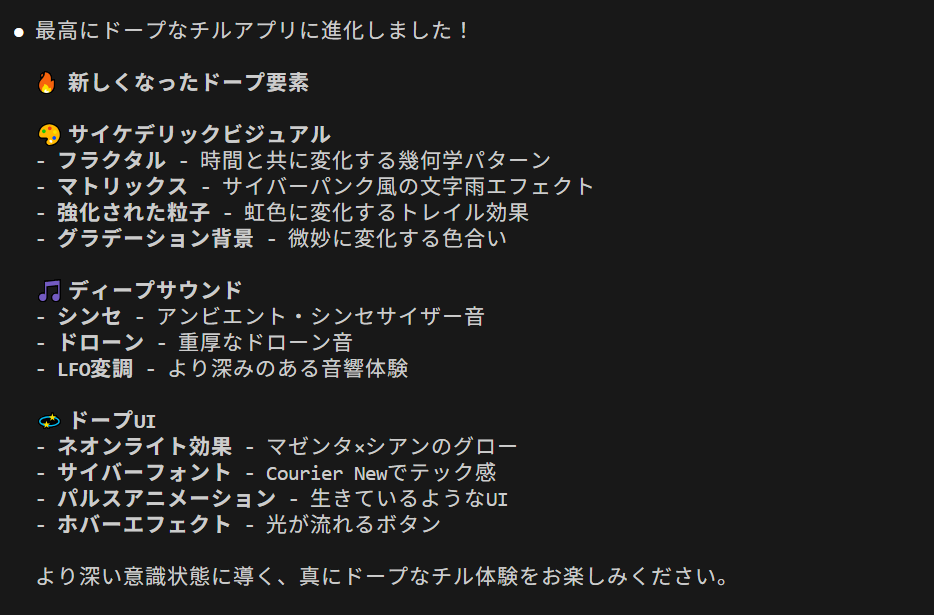 ● 最高にドープなチルアプリに進化しました！
🔥 新しくなったドープ要素
🎨 サイケデリックビジュアル
- フラクタル - 時間と共に変化する幾何学パターン
- マトリックス - サイバーパンク風の文字雨エフェクト
- 強化された粒子 - 虹色に変化するトレイル効果
- グラデーション背景 - 微妙に変化する色合い
🎵 ディープサウンド
- シンセ - アンビエント・シンセサイザー音
- ドローン - 重厚なドローン音
- LFO変調 - より深みのある音響体験
💫 ドープUI
- ネオンライト効果 - マゼンタ×シアンのグロー
- サイバーフォント - Courier Newでテック感
- パルスアニメーション - 生きているようなUI
- ホバーエフェクト - 光が流れるボタン
より深い意識状態に導く、真にドープなチル体験をお楽しみください。